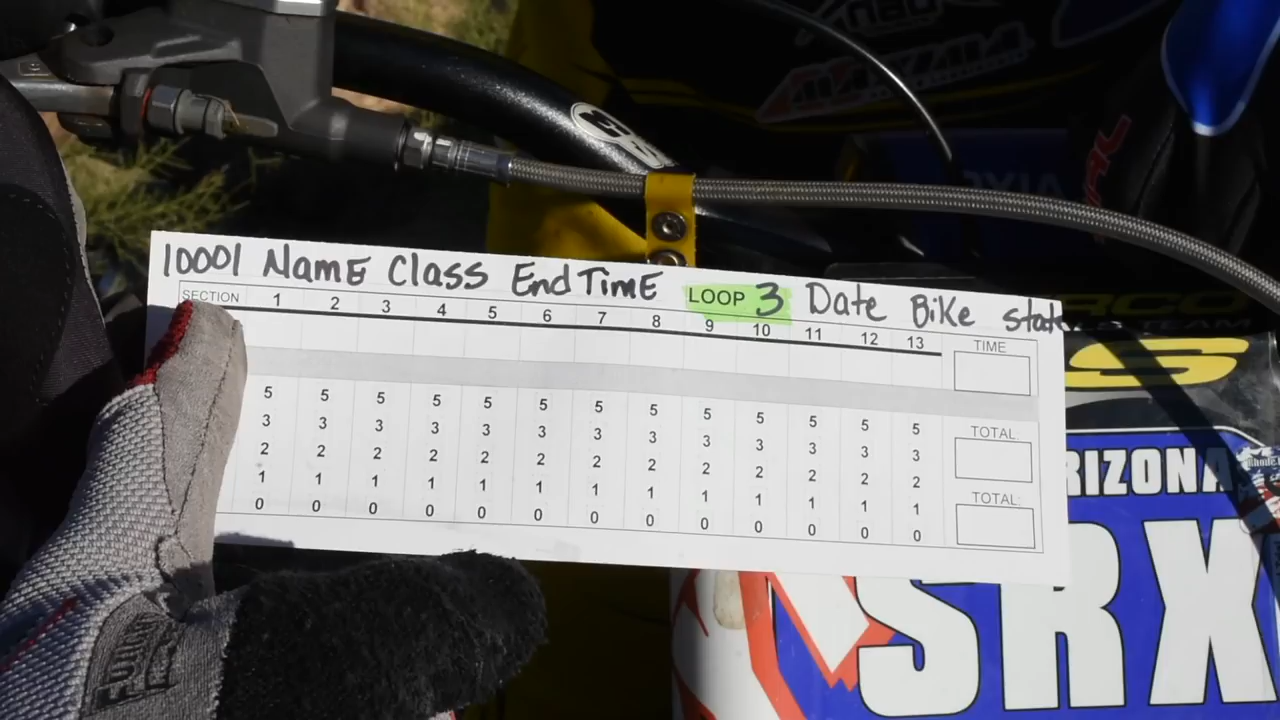 10001 Name Class End Time LOOP 3 Date Bike state
SECTION 1 2 3 4 5 6 7 8 9 10 11 12 13 TIME
5 5 5 5 5 5 5 5 5 5 5 5 5
3 3 3 3 3 3 3 3 3 3 3 3 3 TOTAL
2 2 2 2 2 2 2 2 2 2 2 2 2
1 1 1 1 1 1 1 1 1 1 1 1 1 TOTAL
0 0 0 0 0 0 0 0 0 0 0 0 0
S
RIZONA
SRX